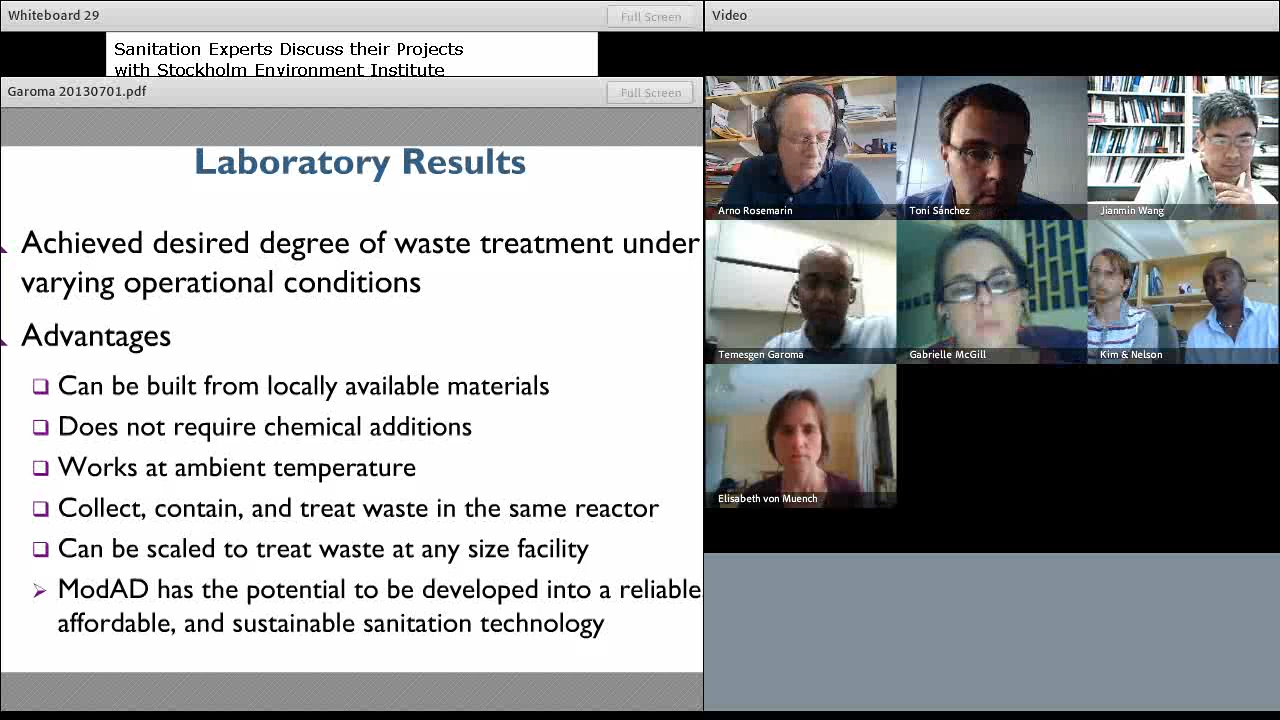 Whiteboard 29
Full Screen
Video
Sanitation Experts Discuss their Projects
with Stockholm Environment Institute
Garoma 20130701.pdf
Full Screen
Laboratory Results
Achieved desired degree of waste treatment under
varying operational conditions
Advantages
Can be built from locally available materials
Does not require chemical additions
Works at ambient temperature
Collect, contain, and treat waste in the same reactor
Can be scaled to treat waste at any size facility
ModAD has the potential to be developed into a reliable
affordable, and sustainable sanitation technology
Arno Rosemarin
Toni Sánchez
Jianmin Wang
Temesgen Garoma
Gabrielle McGill
Kim & Nelson
Elisabeth von Muench